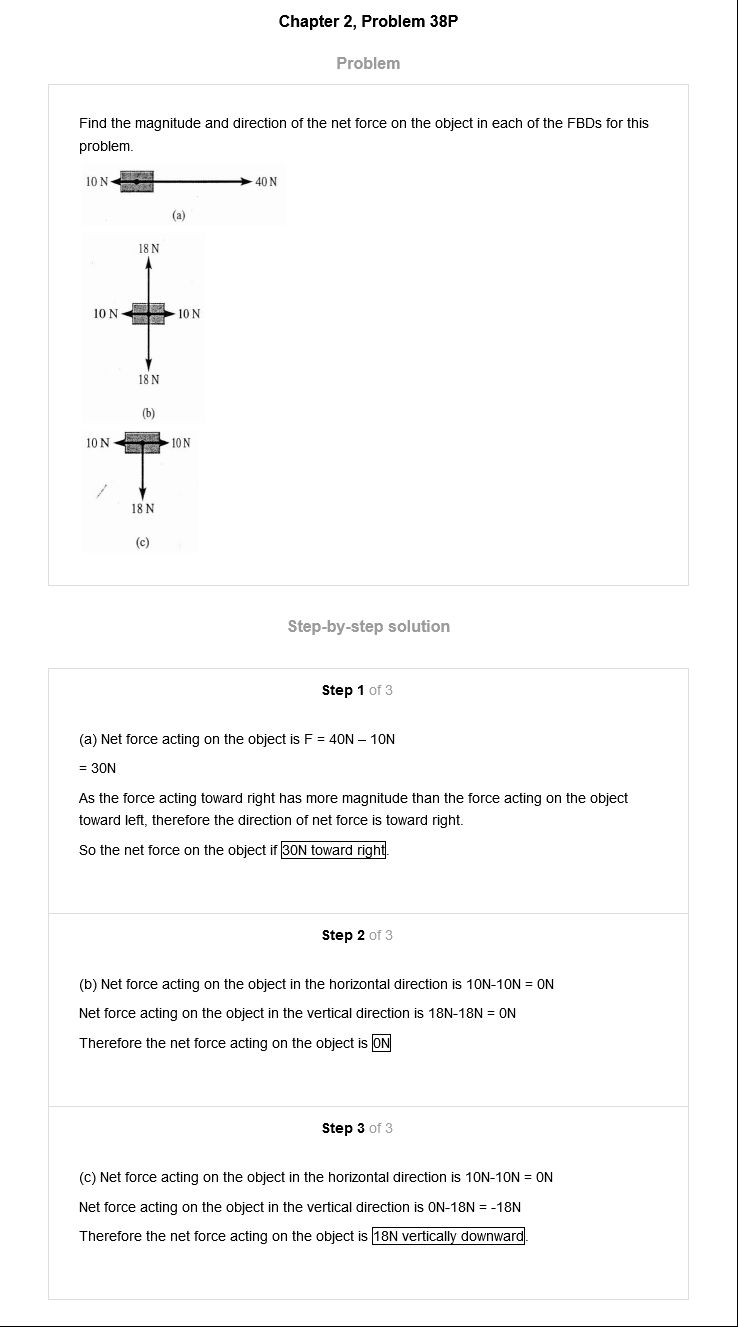 Chapter 2, Problem 38P
Problem
Find the magnitude and direction of the net force on the object in each of the FBDs for this
problem.
10 N 40 N
(a)
18 N
10 N 10 N
18 N
(b)
10 N 10 N
18 N
(c)
Step-by-step solution
Step 1 of 3
(a) Net force acting on the object is F = 40N – 10N
= 30N
As the force acting toward right has more magnitude than the force acting on the object
toward left, therefore the direction of net force is toward right.
So the net force on the object if 30N toward right.
Step 2 of 3
(b) Net force acting on the object in the horizontal direction is 10N-10N = 0N
Net force acting on the object in the vertical direction is 18N-18N = 0N
Therefore the net force acting on the object is 0N
Step 3 of 3
(c) Net force acting on the object in the horizontal direction is 10N-10N = 0N
Net force acting on the object in the vertical direction is 0N-18N = -18N
Therefore the net force acting on the object is 18N vertically downward.